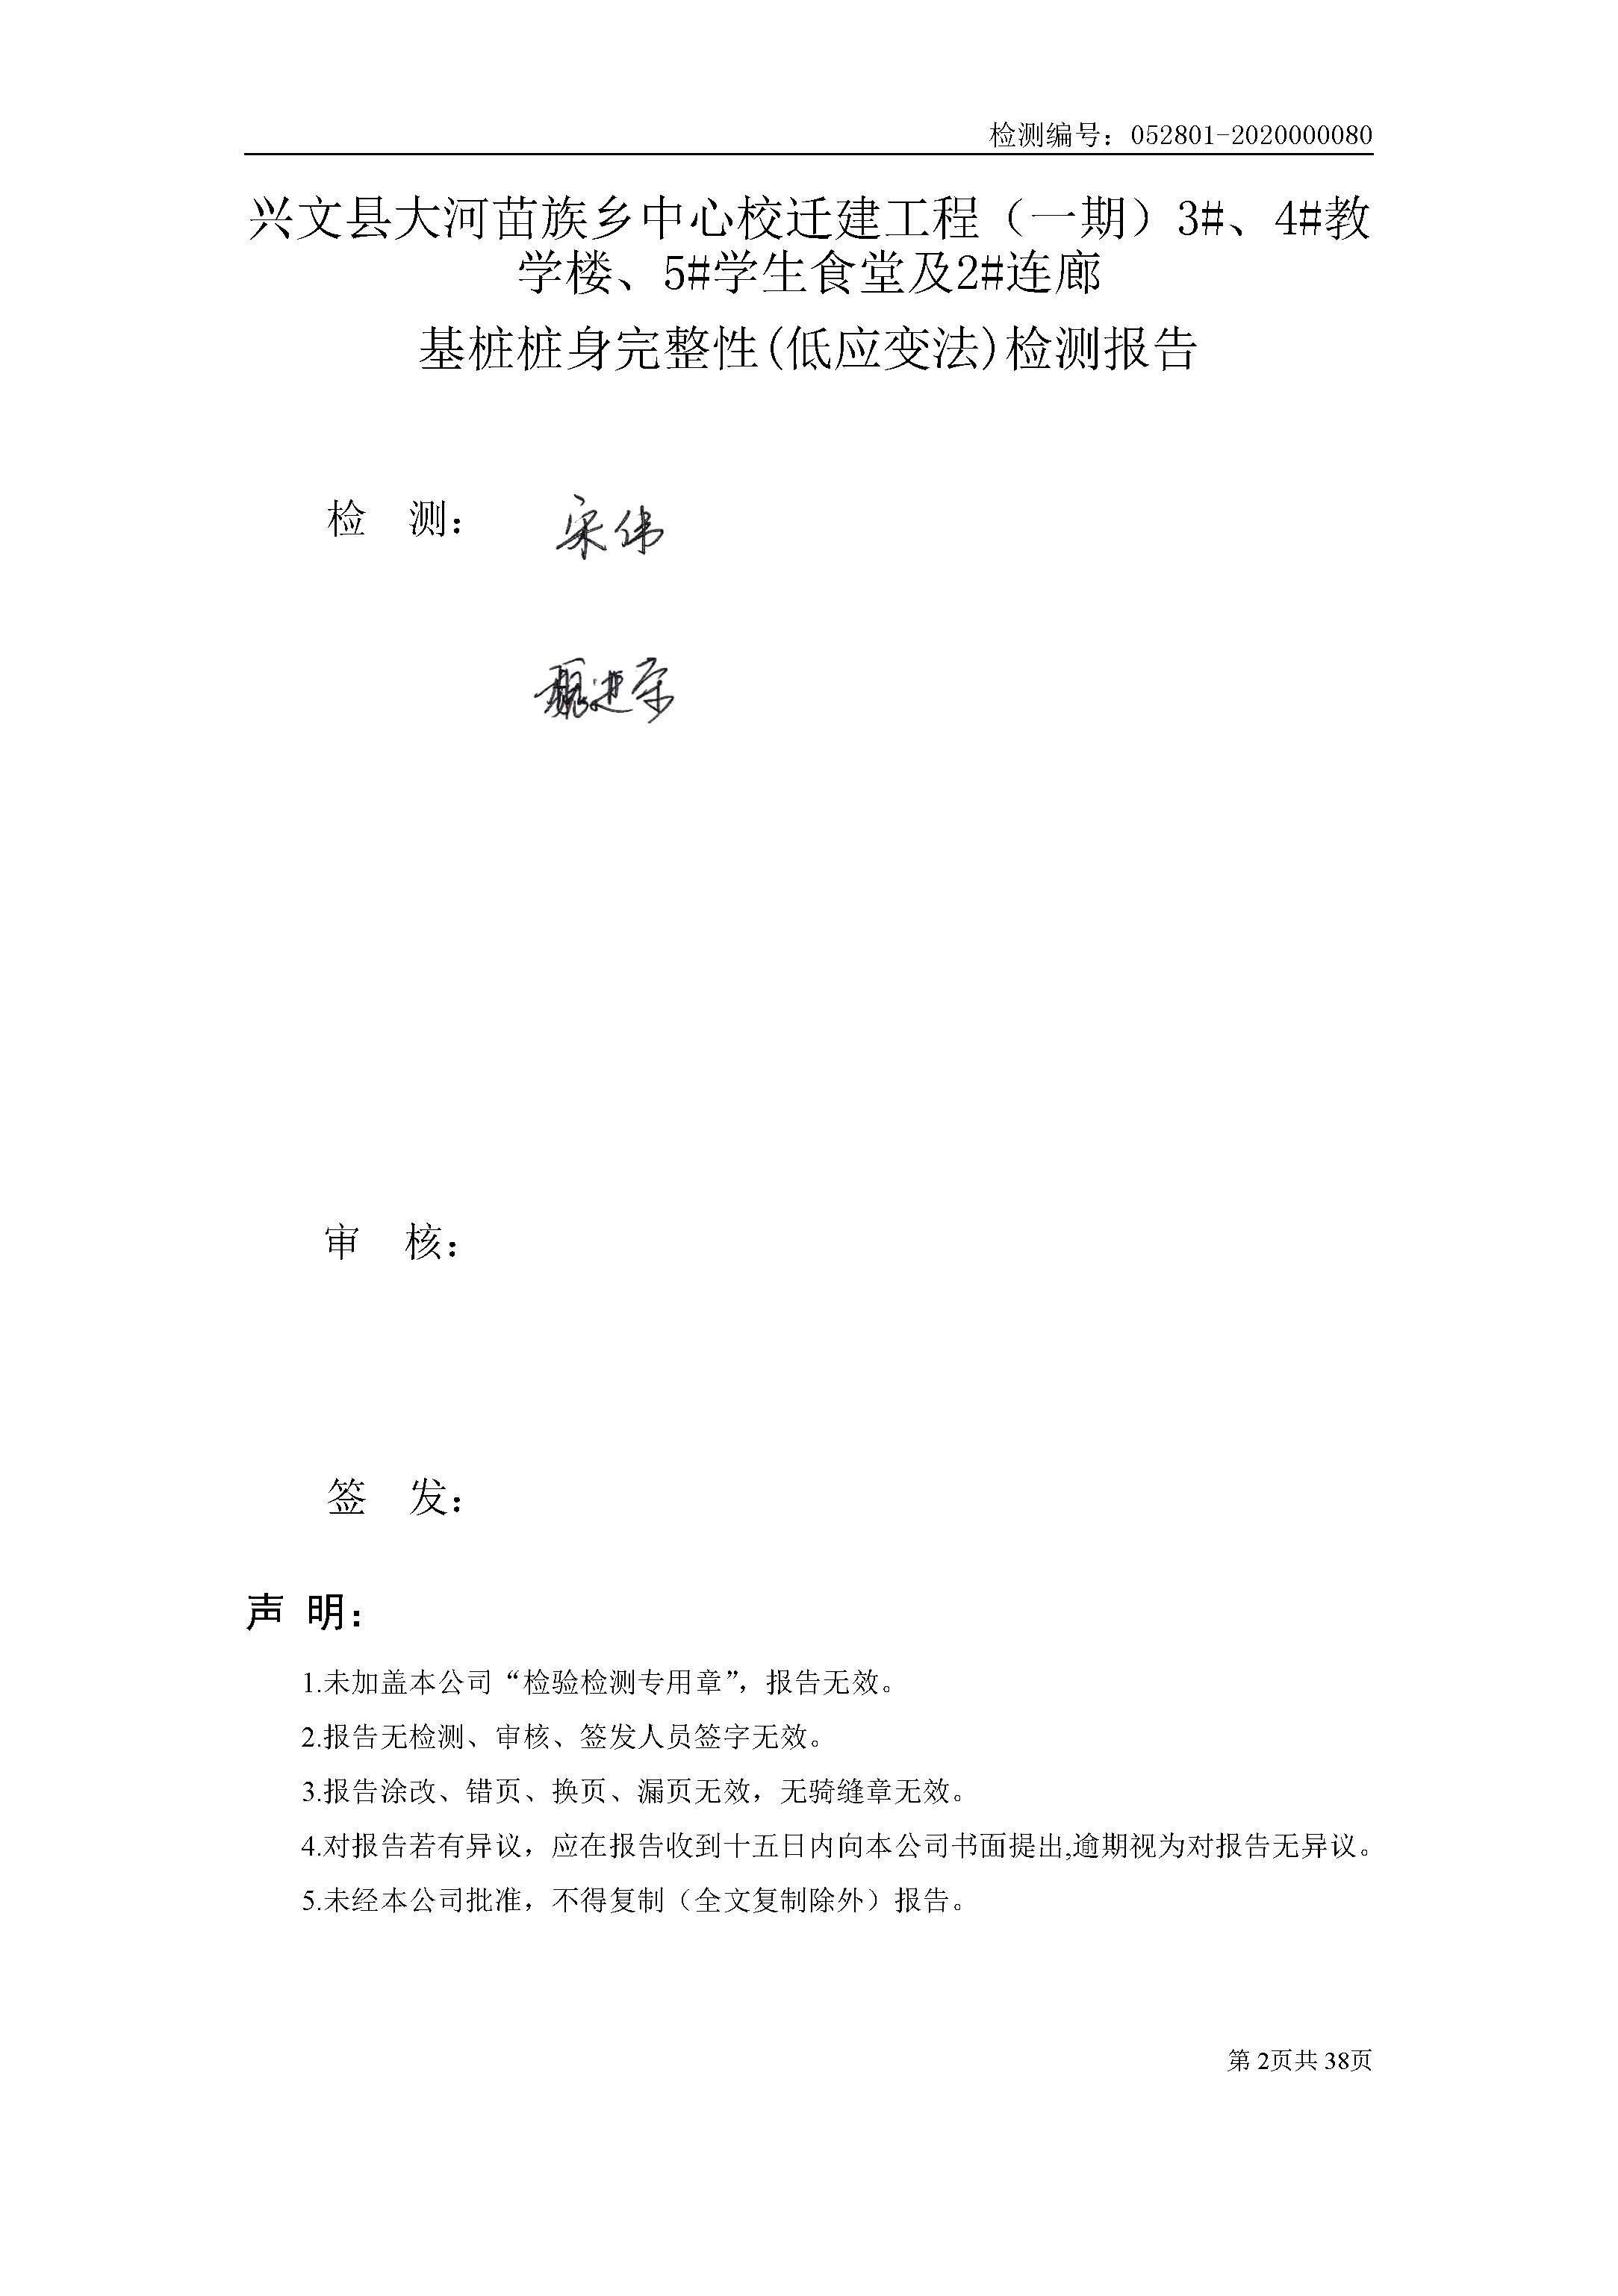 检测编号：052801-2020000080
兴文县大河苗族乡中心校迁建工程（一期）3#、4#教
学楼、5#学生食堂及2#连廊
基桩桩身完整性(低应变法)检测报告
检 测： 宋伟
魏建荣
审 核：
签 发：
声 明：
1.未加盖本公司“检验检测专用章”，报告无效。
2.报告无检测、审核、签发人员签字无效。
3.报告涂改、错页、换页、漏页无效，无骑缝章无效。
4.对报告若有异议，应在报告收到十五日内向本公司书面提出,逾期视为对报告无异议。
5.未经本公司批准，不得复制（全文复制除外）报告。
第 2页共 38页